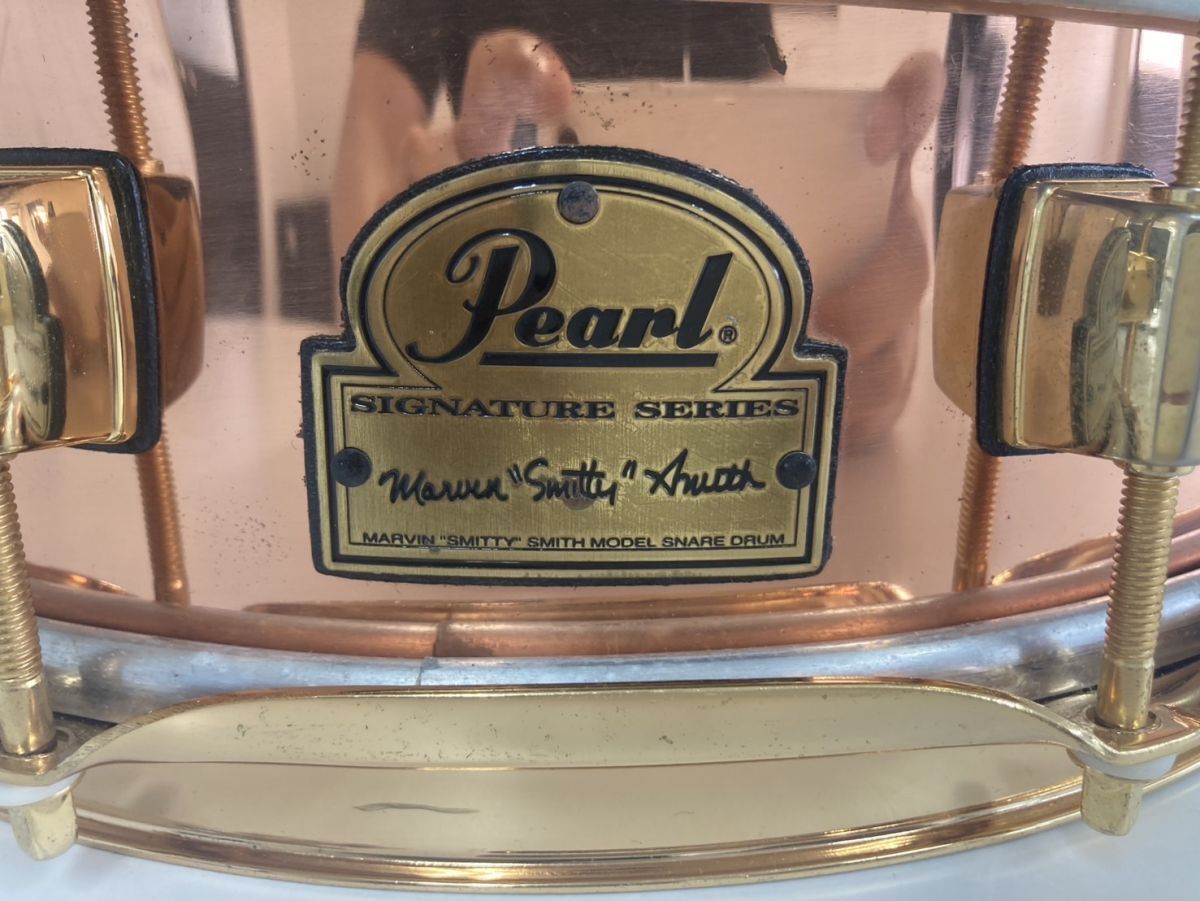 Pearl®
SIGNATURE SERIES
Marvin "Smitty" Smith
MARVIN "SMITTY" SMITH MODEL SNARE DRUM